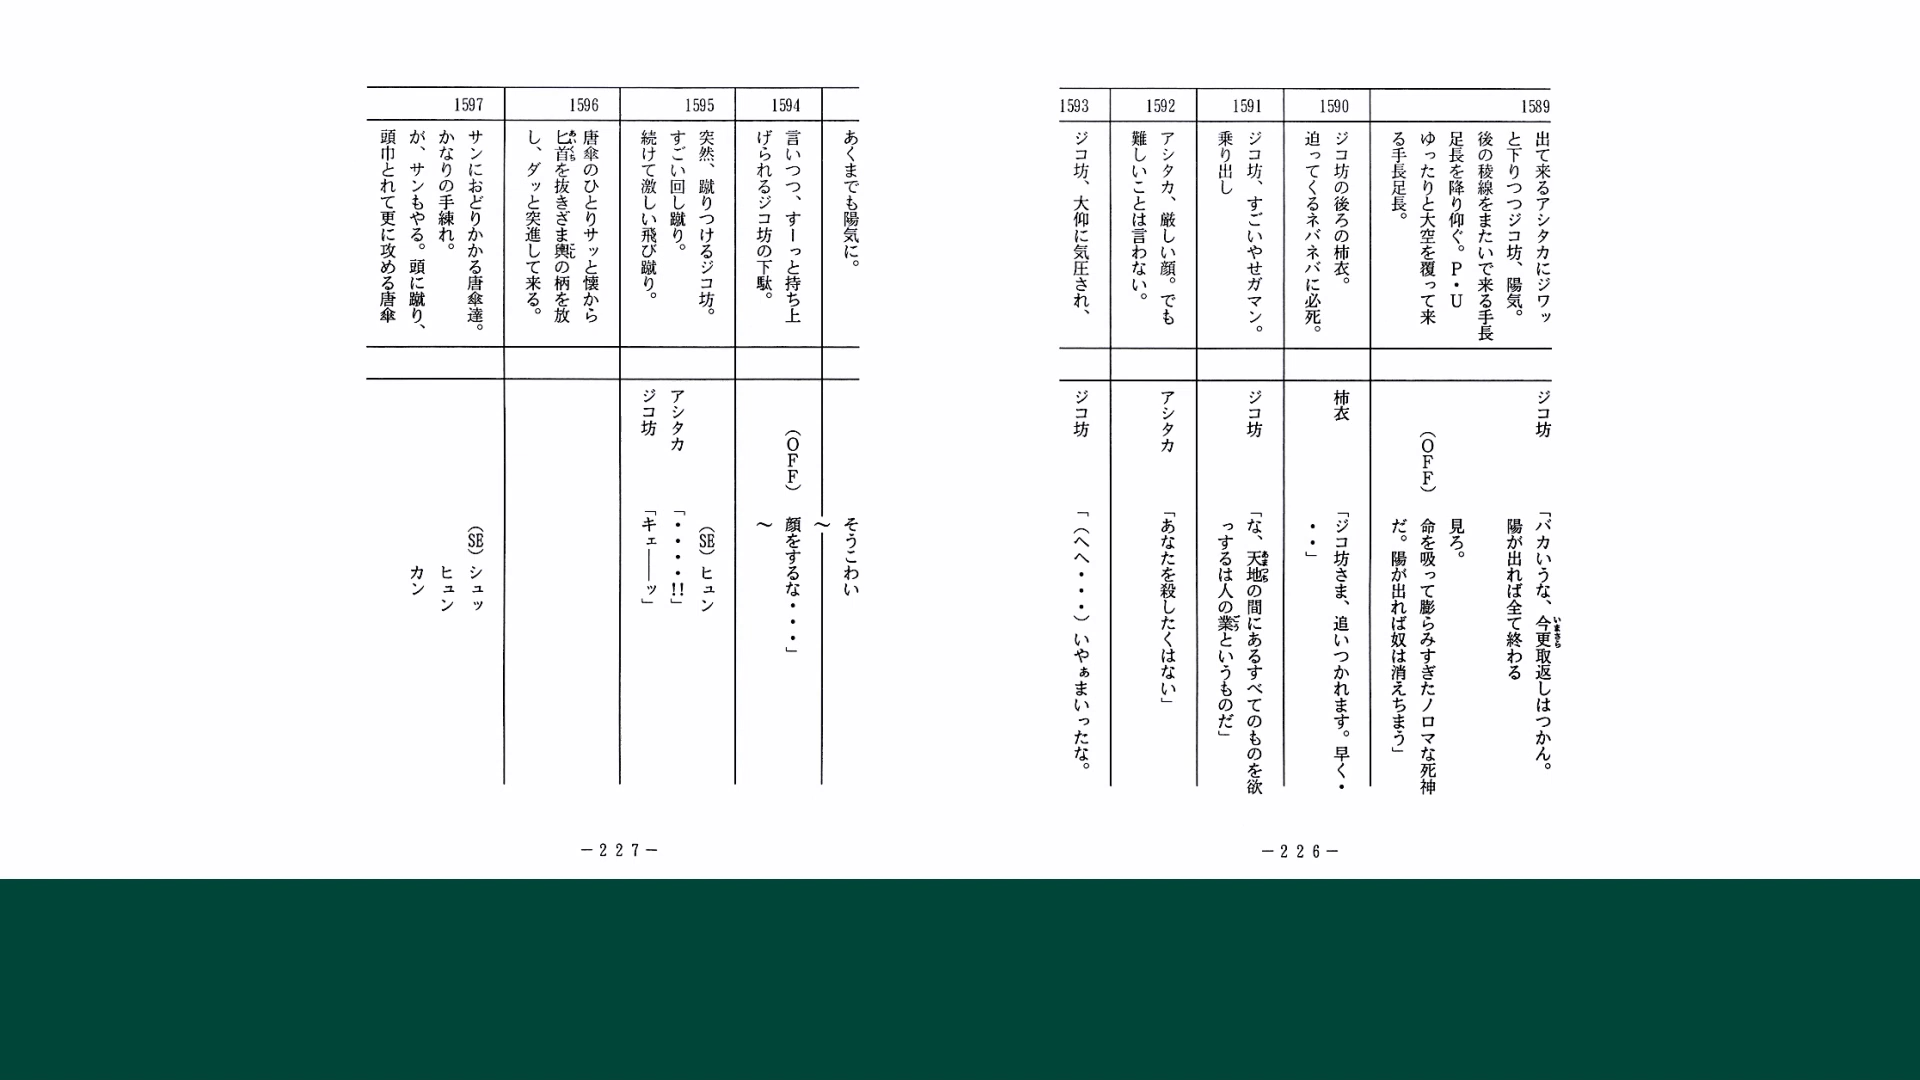 1589
出て来るアシタカにジワッ
と下りつつジコ坊、陽気。
後の稜線をまたいで来る手長
足長を降り仰ぐ。P・U
ゆったりと大空を覆って来
る手長足長。
ジコ坊
「バカいうな、今更取返しはつかん。
いまさら
陽が出れば全て終わる
見ろ。
(OFF)
命を吸って膨らみすぎたノロマな死神
だ。陽が出れば奴は消えちまう」
1590
ジコ坊の後ろの柿衣。
迫ってくるネバネバに必死。
柿衣
「ジコ坊さま、追いつかれます。早く・
・・」
1591
ジコ坊、すごいやせガマン。
乗り出し
ジコ坊
「な、天地の間にあるすべてのものを欲
あまつち
っするは人の業というものだ」
ごう
1592
アシタカ、厳しい顔。でも
難しいことは言わない。
アシタカ
「あなたを殺したくはない」
1593
ジコ坊、大仰に気圧され、
ジコ坊
「(へへ・・・)いやぁまいったな。
－226－
あくまでも陽気に。
そうこわい
〜
1594
言いつつ、すーっと持ち上
げられるジコ坊の下駄。
(OFF)
顔をするな・・・・」
〜
1595
突然、蹴りつけるジコ坊。
すごい回し蹴り。
続けて激しい飛び蹴り。
(SE)ヒュン
アシタカ
「・・・・!!」
ジコ坊
「キェ――ッ」
1596
唐傘のひとりサッと懐から
匕首を抜きざま輿の柄を放
あいくち
こし
し、ダッと突進して来る。
1597
サンにおどりかかる唐傘達。
かなりの手練れ。
が、サンもやる。頭に蹴り、
頭巾とれて更に攻める唐傘
(SE)シュッ
ヒュン
カン
－227－